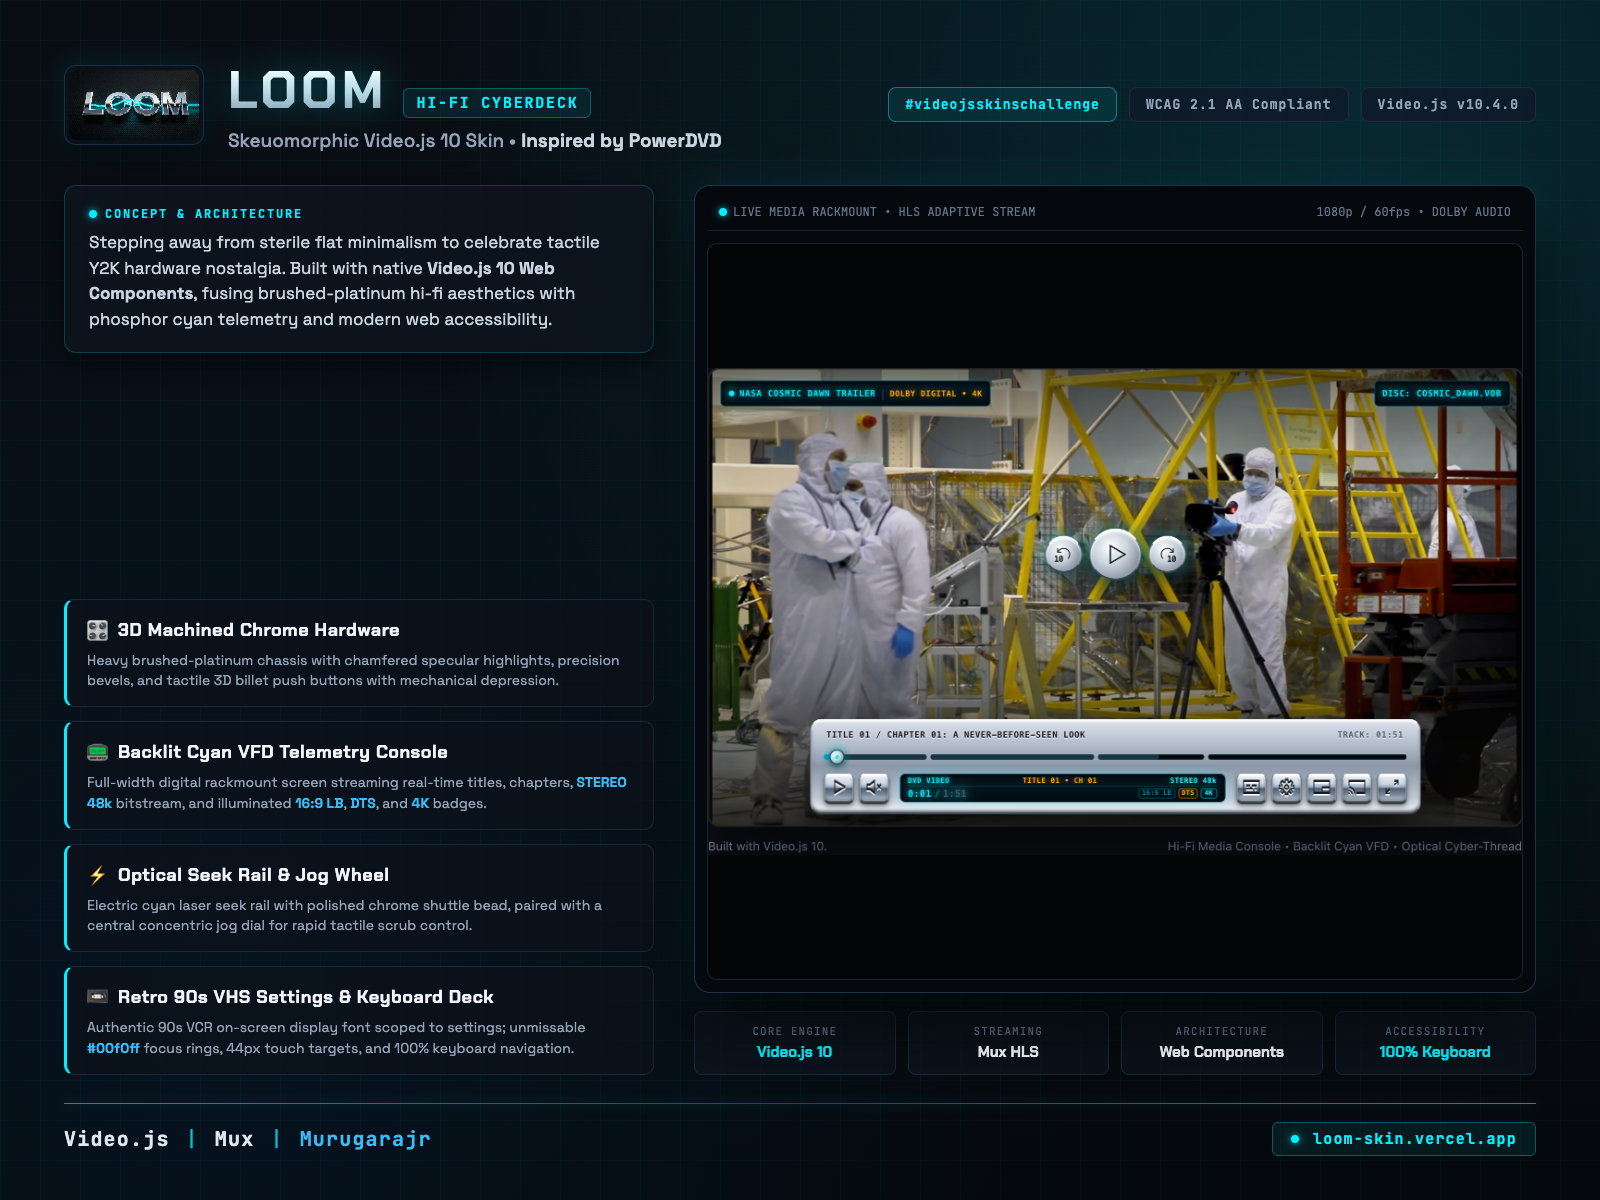 LOOM
LOOM
HI-FI CYBERDECK
Skeuomorphic Video.js 10 Skin • Inspired by PowerDVD
#videojsskinschallenge
WCAG 2.1 AA Compliant
Video.js v10.4.0
CONCEPT & ARCHITECTURE
Stepping away from sterile flat minimalism to celebrate tactile
Y2K hardware nostalgia. Built with native Video.js 10 Web
Components, fusing brushed-platinum hi-fi aesthetics with
phosphor cyan telemetry and modern web accessibility.
3D Machined Chrome Hardware
Heavy brushed-platinum chassis with chamfered specular highlights, precision
bevels, and tactile 3D billet push buttons with mechanical depression.
Backlit Cyan VFD Telemetry Console
Full-width digital rackmount screen streaming real-time titles, chapters, STEREO
48k bitstream, and illuminated 16:9 LB, DTS, and 4K badges.
Optical Seek Rail & Jog Wheel
Electric cyan laser seek rail with polished chrome shuttle bead, paired with a
central concentric jog dial for rapid tactile scrub control.
Retro 90s VHS Settings & Keyboard Deck
Authentic 90s VCR on-screen display font scoped to settings; unmissable
#00f0ff focus rings, 44px touch targets, and 100% keyboard navigation.
LIVE MEDIA RACKMOUNT • HLS ADAPTIVE STREAM
1080p / 60fps • DOLBY AUDIO
NASA COSMIC DAWN TRAILER | DOLBY DIGITAL • 4K
DISC: COSMIC_DAWN.VOB
10
10
TITLE 01 / CHAPTER 01: A NEVER-BEFORE-SEEN LOOK
TRACK: 01:51
DVD VIDEO
TITLE 01 • CH 01
STEREO 48k
0:01 / 1:51
16:9 LB
DTS
4K
Built with Video.js 10.
Hi-Fi Media Console • Backlit Cyan VFD • Optical Cyber-Thread
CORE ENGINE
Video.js 10
STREAMING
Mux HLS
ARCHITECTURE
Web Components
ACCESSIBILITY
100% Keyboard
Video.js | Mux | Murugarajr
loom-skin.vercel.app